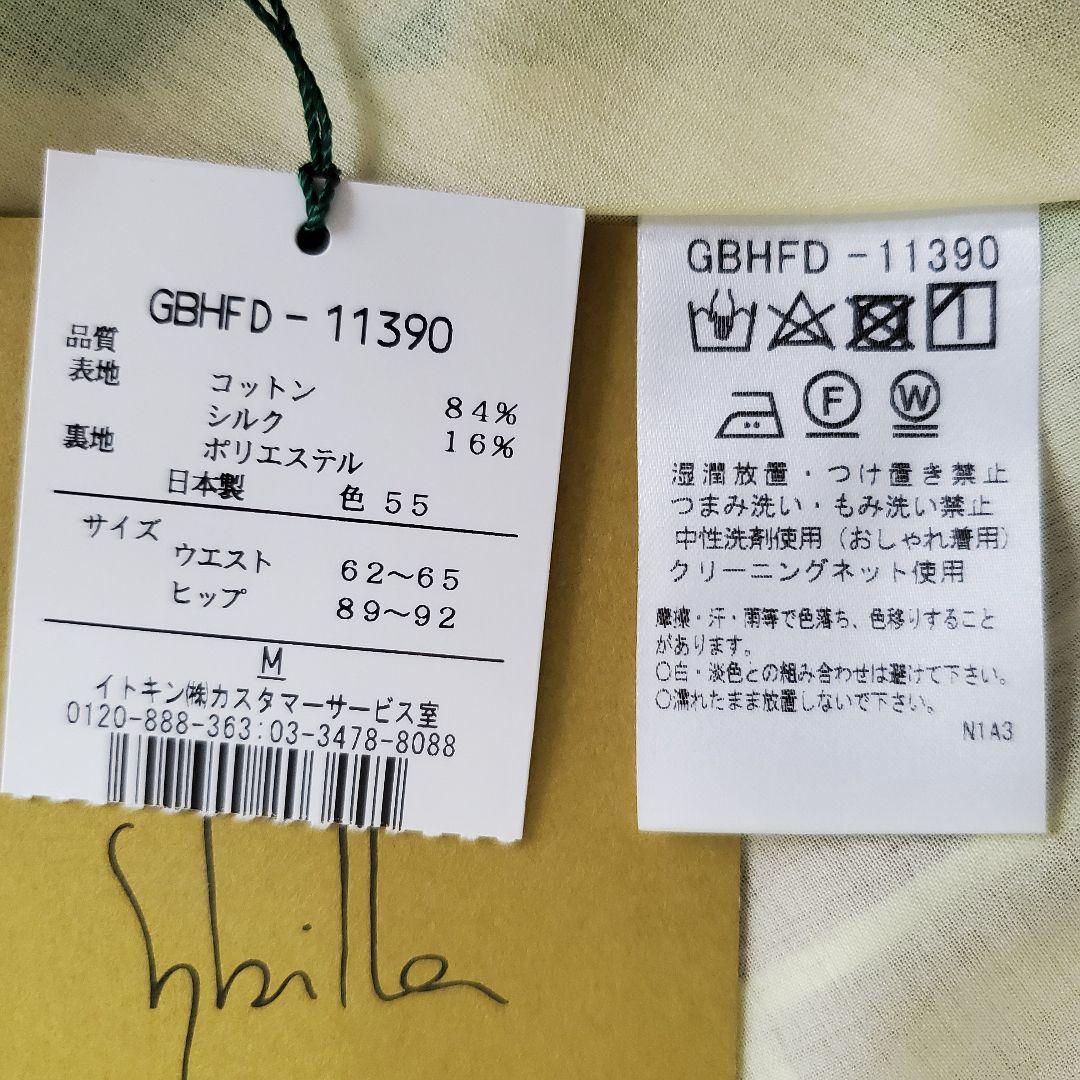 GBHFD-11390
品質
表地 コットン 84%
シルク 16%
裏地 ポリエステル
日本製 色 55
サイズ
ウエスト 62～65
ヒップ 89～92
M
イトキン㈱カスタマーサービス室
0120-888-363:03-3478-8088
Sybilla
GBHFD-11390
F W
湿潤放置・つけ置き禁止
つまみ洗い・もみ洗い禁止
中性洗剤使用(おしゃれ着用)
クリーニングネット使用
摩擦・汗・雨等で色落ち、色移りすること
があります。
○白・淡色との組み合わせは避けて下さい。
○濡れたまま放置しないで下さい。
N1A3